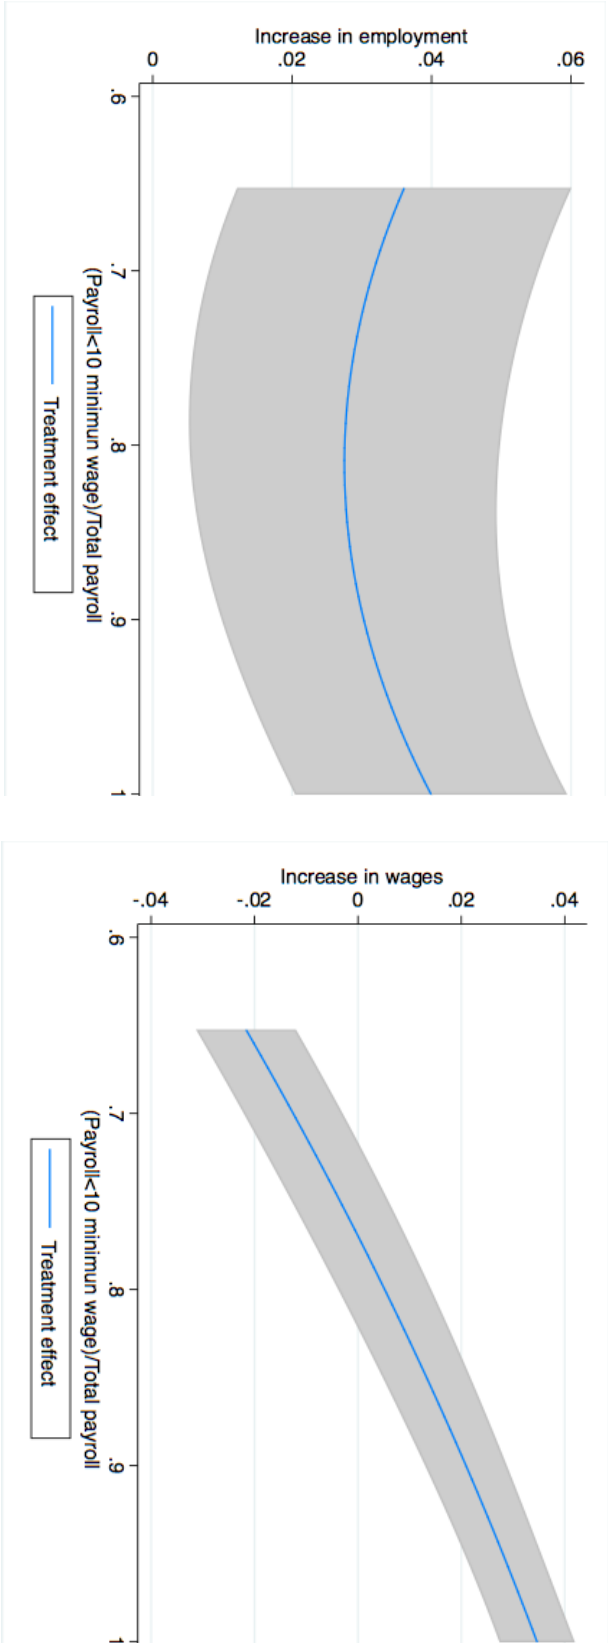 Increase in employment
0 .02 .04 .06
.6 .7 .8 .9 1
(Payroll<10 minimun wage)/Total payroll
Treatment effect
Increase in wages
-.04 -.02 0 .02 .04
.6 .7 .8 .9 1
(Payroll<10 minimun wage)/Total payroll
Treatment effect